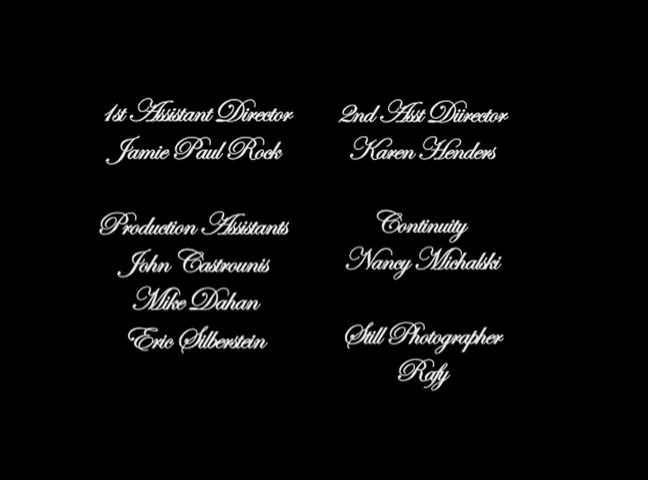 1st Assistant Director
Jamie Paul Rock
Production Assistants
John Castrounis
Mike Dahan
Eric Silberstein
2nd Asst Diirector
Karen Henders
Continuity
Nancy Michalski
Still Photographer
Rafy